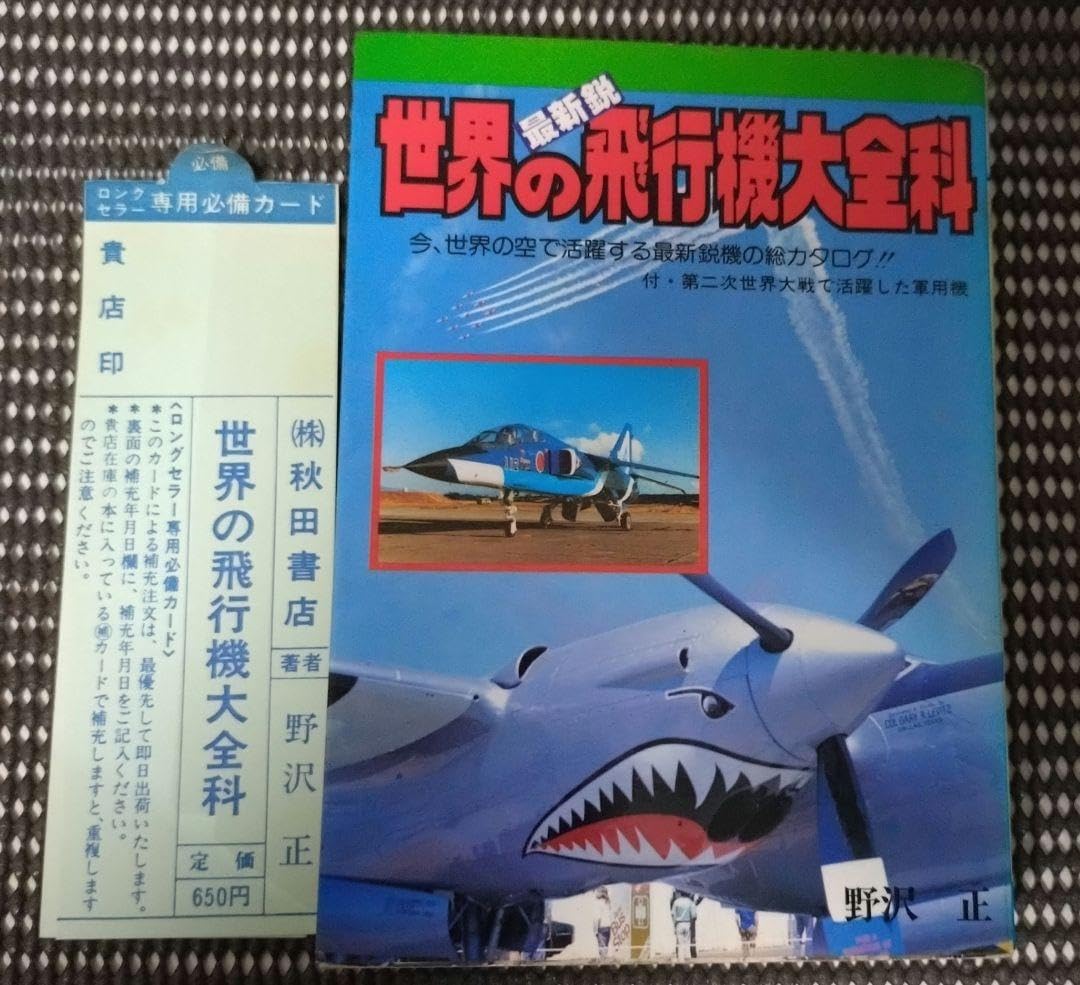 必備
ロング
セラー
専用必備カード
貴店印
〈ロングセラー専用必備カード〉
*このカードによる補充注文は、最優先して即日出荷いたします。
*裏面の補充年月日欄に、補充年月日をご記入ください。
*貴店在庫の本に入っている㊡カードで補充しますと、重複します
のでご注意ください。
世界の飛行機大全科
定価
650円
㈱秋田書店
著者
野沢正
最新鋭
世界の飛行機大全科
今、世界の空で活躍する最新鋭機の総カタログ!!
付・第二次世界大戦で活躍した軍用機
COL GARY R. LEVITZ
野沢 正